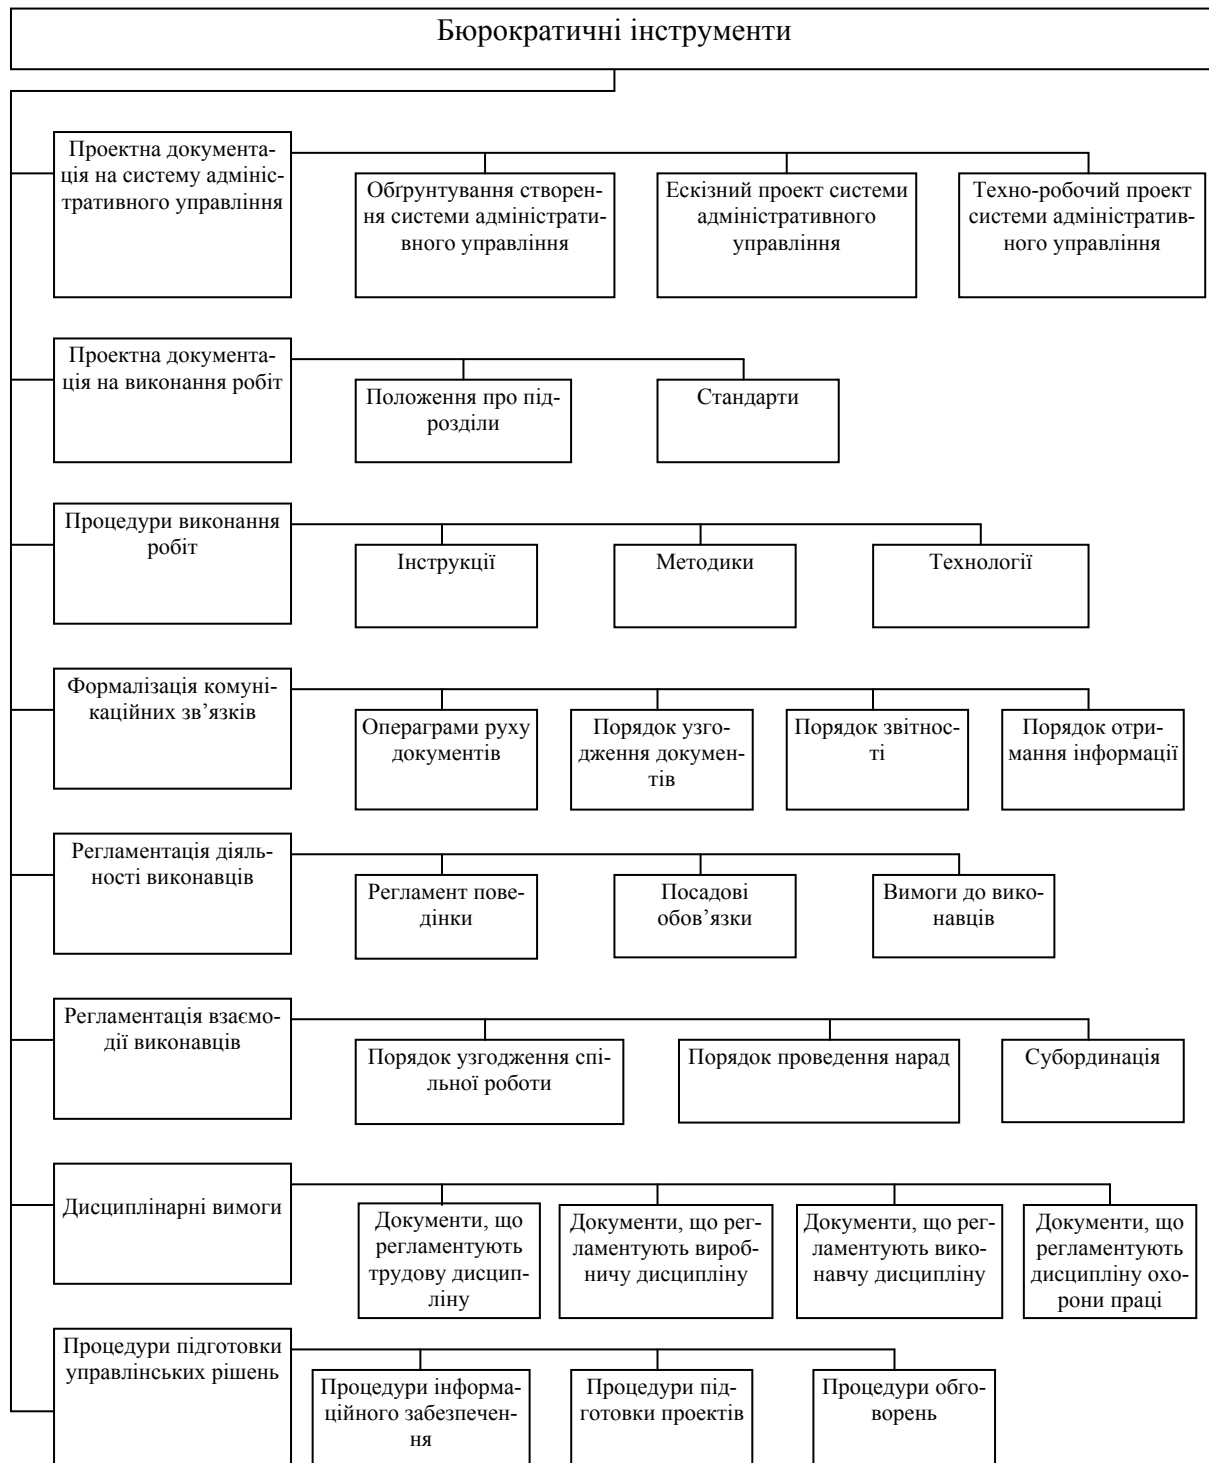 Бюрократичні інструменти
Проектна документа-
ція на систему адмініс-
тративного управління
Обґрунтування створен-
ня системи адміністрати-
вного управління
Ескізний проект системи
адміністративного
управління
Техно-робочий проект
системи адміністратив-
ного управління
Проектна документа-
ція на виконання робіт
Положення про під-
розділи
Стандарти
Процедури виконання
робіт
Інструкції
Методики
Технології
Формалізація комуні-
каційних зв’язків
Операграми руху
документів
Порядок узго-
дження докумен-
тів
Порядок звітнос-
ті
Порядок отри-
мання інформації
Регламентація діяль-
ності виконавців
Регламент пове-
дінки
Посадові
обов’язки
Вимоги до вико-
навців
Регламентація взаємо-
дії виконавців
Порядок узгодження спі-
льної роботи
Порядок проведення нарад
Субординація
Дисциплінарні вимоги
Документи, що
регламентують
трудову дисцип-
ліну
Документи, що рег-
ламентують вироб-
ничу дисципліну
Документи, що рег-
ламентують вико-
навчу дисципліну
Документи, що
регламентують
дисципліну охо-
рони праці
Процедури підготовки
управлінських рішень
Процедури інформа-
ційного забезпечен-
ня
Процедури під-
готовки проектів
Процедури обго-
ворень